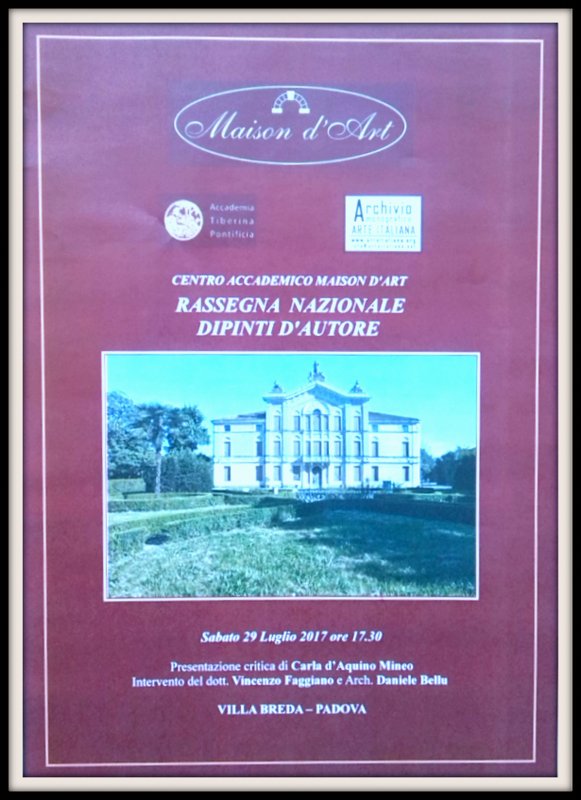 Maison d'Art
Accademia
Tiberina
Pontificia
Archivio
monografico
ARTE ITALIANA
CENTRO ACCADEMICO MAISON D'ART
RASSEGNA NAZIONALE
DIPINTI D'AUTORE
Sabato 29 Luglio 2017 ore 17.30
Presentazione critica di Carla d'Aquino Mineo
Intervento del dott. Vincenzo Faggiano e Arch. Daniele Bellu
VILLA BREDA – PADOVA